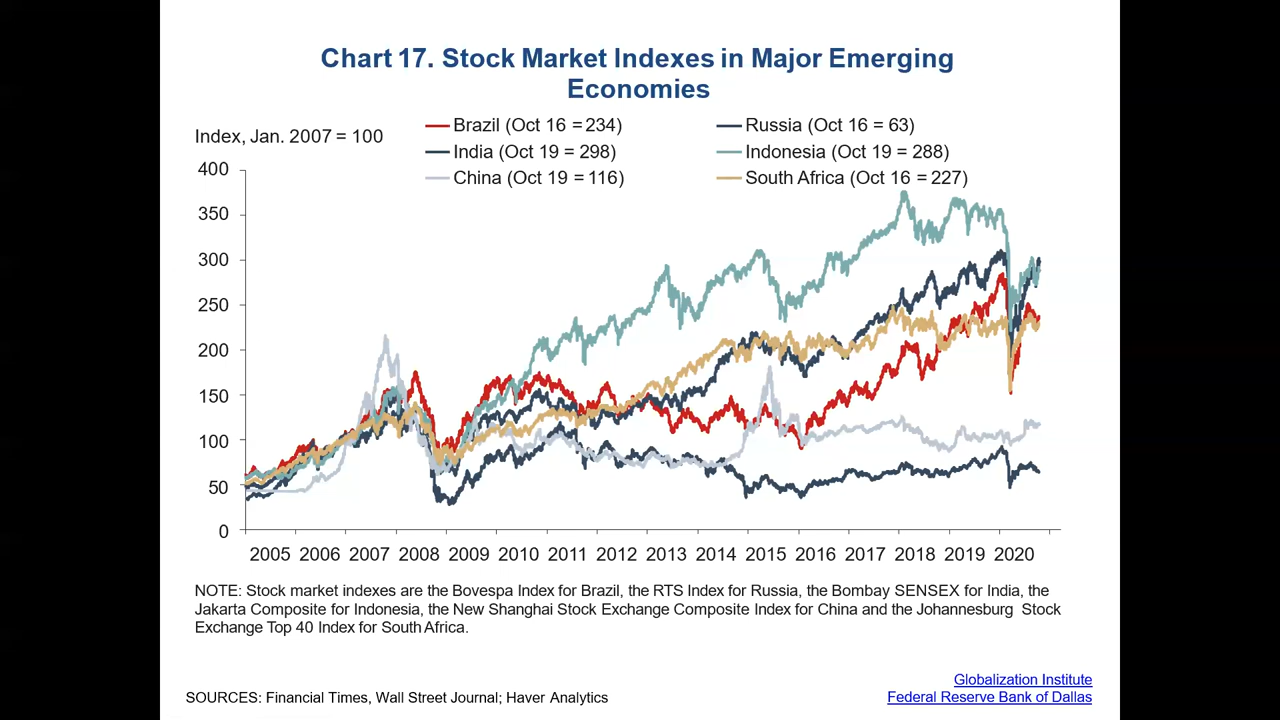 Chart 17. Stock Market Indexes in Major Emerging
Economies
Index, Jan. 2007 = 100
Brazil (Oct 16 = 234)
Russia (Oct 16 = 63)
India (Oct 19 = 298)
Indonesia (Oct 19 = 288)
China (Oct 19 = 116)
South Africa (Oct 16 = 227)
400
350
300
250
200
150
100
50
0
2005 2006 2007 2008 2009 2010 2011 2012 2013 2014 2015 2016 2017 2018 2019 2020
NOTE: Stock market indexes are the Bovespa Index for Brazil, the RTS Index for Russia, the Bombay SENSEX for India, the
Jakarta Composite for Indonesia, the New Shanghai Stock Exchange Composite Index for China and the Johannesburg Stock
Exchange Top 40 Index for South Africa.
Globalization Institute
SOURCES: Financial Times, Wall Street Journal; Haver Analytics
Federal Reserve Bank of Dallas